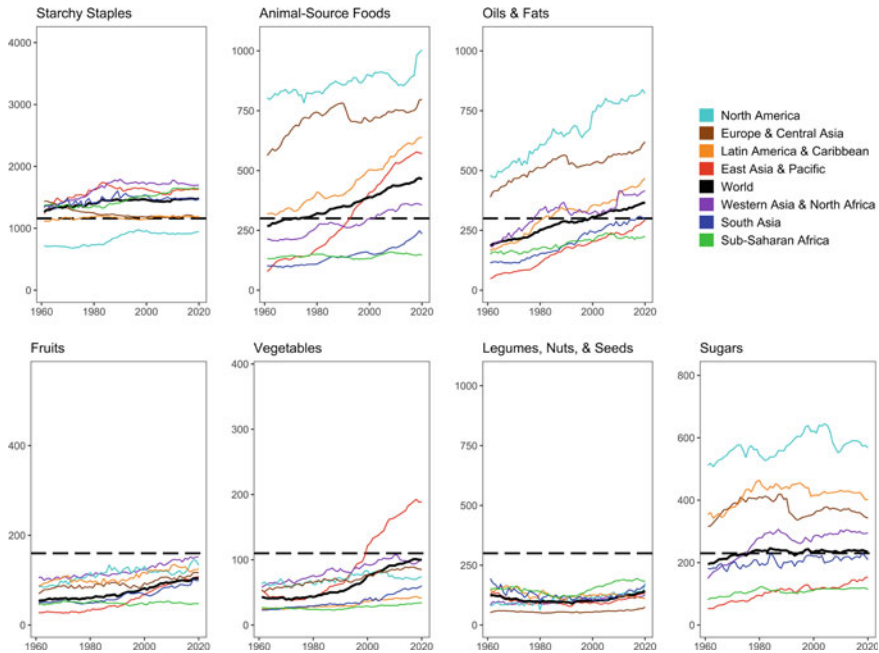 Starchy Staples
Animal-Source Foods
Oils & Fats
4000
3000
2000
1000
0
1960 1980 2000 2020
1000
750
500
250
0
1960 1980 2000 2020
1000
750
500
250
0
1960 1980 2000 2020
North America
Europe & Central Asia
Latin America & Caribbean
East Asia & Pacific
World
Western Asia & North Africa
South Asia
Sub-Saharan Africa
Fruits
Vegetables
Legumes, Nuts, & Seeds
Sugars
400
200
0
1960 1980 2000 2020
400
300
200
100
0
1960 1980 2000 2020
1000
750
500
250
0
1960 1980 2000 2020
800
600
400
200
0
1960 1980 2000 2020